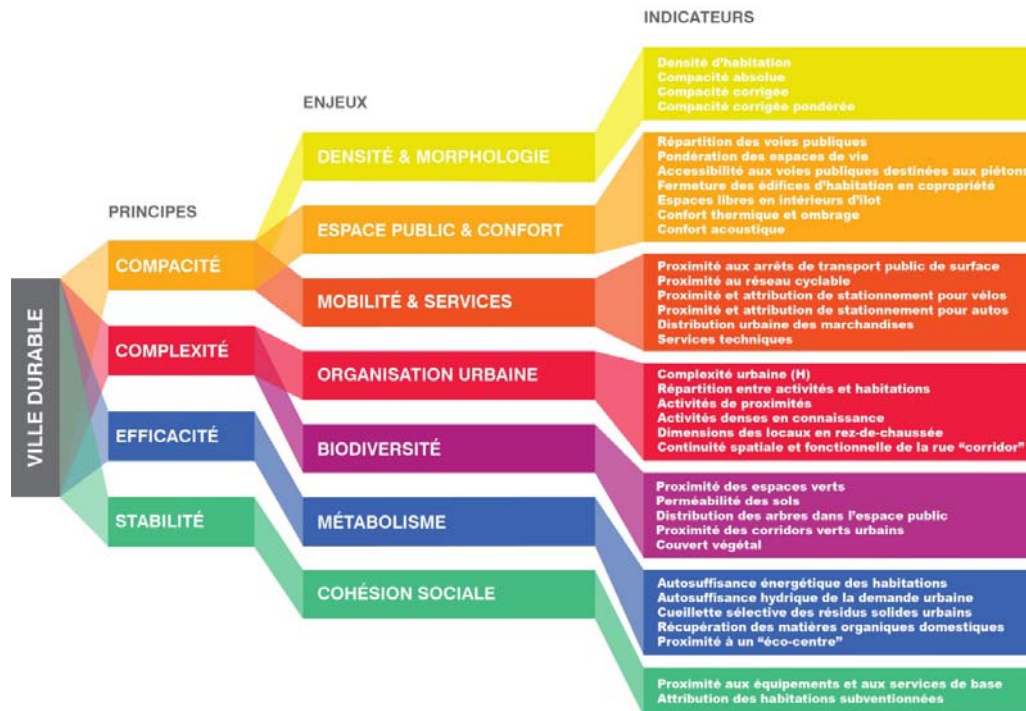 INDICATEURS
ENJEUX
PRINCIPES
VILLE DURABLE
COMPACITÉ
COMPLEXITÉ
EFFICACITÉ
STABILITÉ
DENSITÉ & MORPHOLOGIE
ESPACE PUBLIC & CONFORT
MOBILITÉ & SERVICES
ORGANISATION URBAINE
BIODIVERSITÉ
MÉTABOLISME
COHÉSION SOCIALE
Densité d'habitation
Compacité absolue
Compacité corrigée
Compacité corrigée pondérée
Répartition des voies publiques
Pondération des espaces de vie
Accessibilité aux voies publiques destinées aux piétons
Fermeture des édifices d'habitation en copropriété
Espaces libres en intérieurs d'îlot
Confort thermique et ombrage
Confort acoustique
Proximité aux arrêts de transport public de surface
Proximité au réseau cyclable
Proximité et attribution de stationnement pour vélos
Proximité et attribution de stationnement pour autos
Distribution urbaine des marchandises
Services techniques
Complexité urbaine (H)
Répartition entre activités et habitations
Activités de proximités
Activités denses en connaissance
Dimensions des locaux en rez-de-chaussée
Continuité spatiale et fonctionnelle de la rue "corridor"
Proximité des espaces verts
Perméabilité des sols
Distribution des arbres dans l'espace public
Proximité des corridors verts urbains
Couvert végétal
Autosuffisance énergétique des habitations
Autosuffisance hydrique de la demande urbaine
Cueillette sélective des résidus solides urbains
Récupération des matières organiques domestiques
Proximité à un "éco-centre"
Proximité aux équipements et aux services de base
Attribution des habitations subventionnées